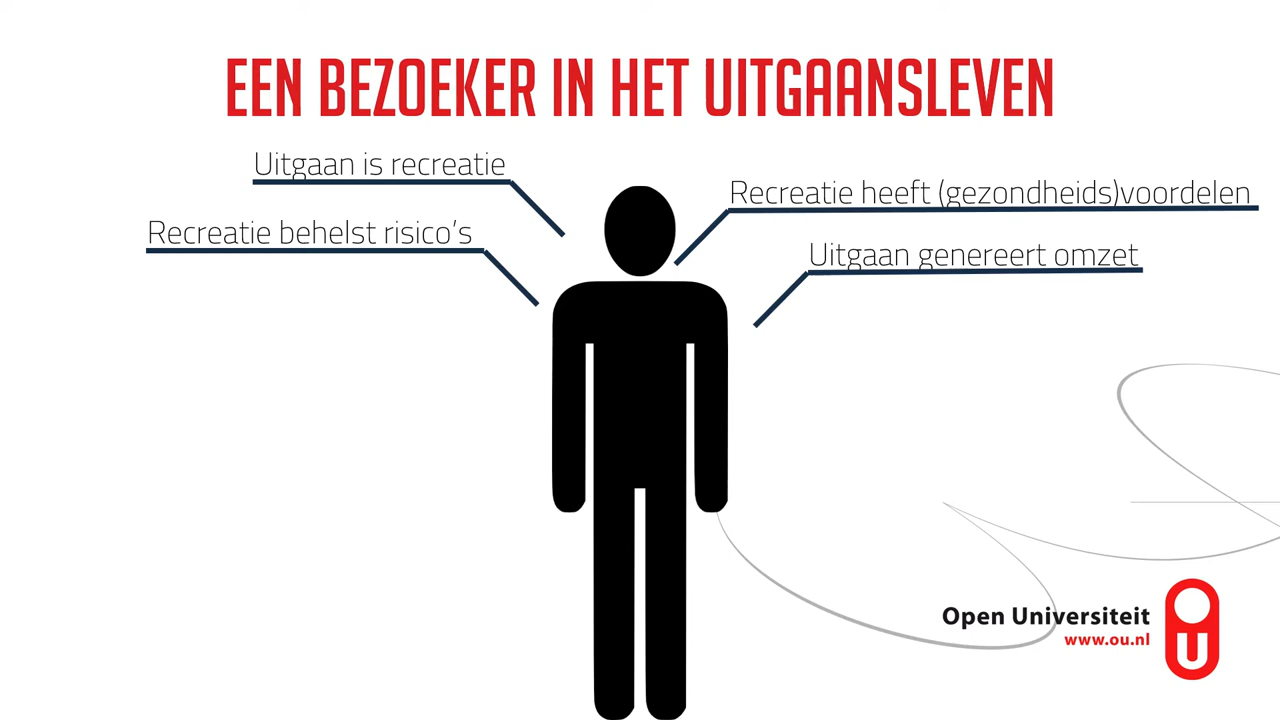 EEN BEZOEKER IN HET UITGAANSLEVEN
Uitgaan is recreatie
Recreatie heeft (gezondheids)voordelen
Recreatie behelst risico's
Uitgaan genereert omzet
Open Universiteit
www.ou.nl
U